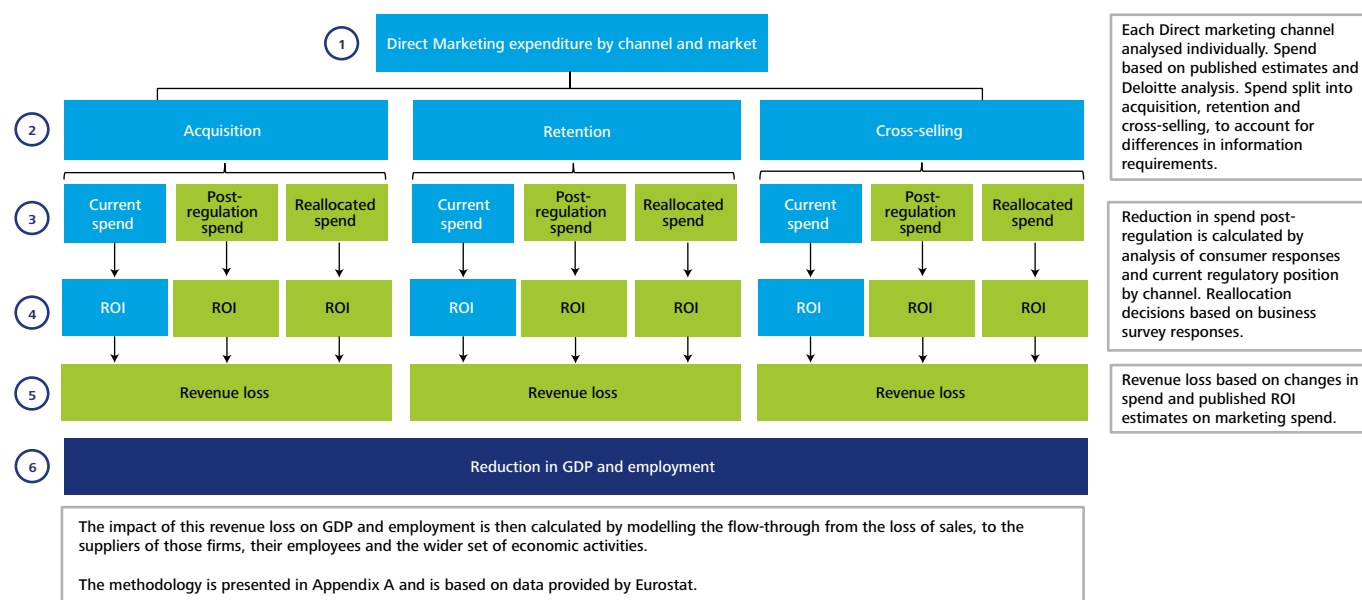 1
Direct Marketing expenditure by channel and market
Each Direct marketing channel
analysed individually. Spend
based on published estimates and
Deloitte analysis. Spend split into
acquisition, retention and
cross-selling, to account for
differences in information
requirements.
2
Acquisition
Retention
Cross-selling
3
Current
spend
Post-
regulation
spend
Reallocated
spend
Current
spend
Post-
regulation
spend
Reallocated
spend
Current
spend
Post-
regulation
spend
Reallocated
spend
Reduction in spend post-
regulation is calculated by
analysis of consumer responses
and current regulatory position
by channel. Reallocation
decisions based on business
survey responses.
4
ROI
ROI
ROI
ROI
ROI
ROI
ROI
ROI
ROI
5
Revenue loss
Revenue loss
Revenue loss
Revenue loss based on changes in
spend and published ROI
estimates on marketing spend.
6
Reduction in GDP and employment
The impact of this revenue loss on GDP and employment is then calculated by modelling the flow-through from the loss of sales, to the
suppliers of those firms, their employees and the wider set of economic activities.
The methodology is presented in Appendix A and is based on data provided by Eurostat.